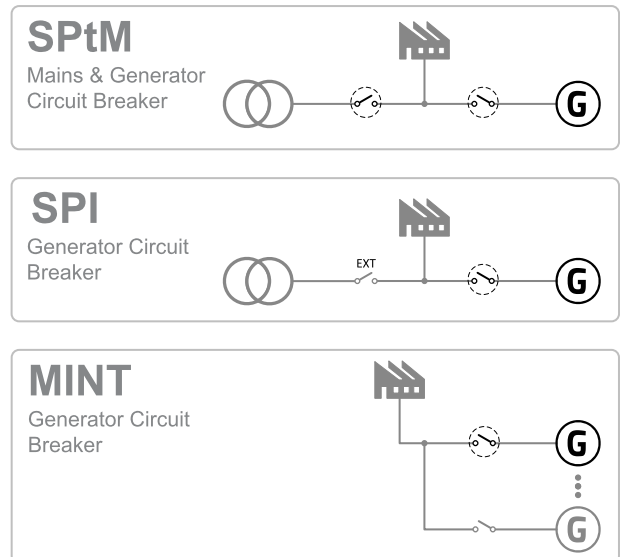 SPtM
Mains & Generator
Circuit Breaker
G
SPI
Generator Circuit
Breaker
EXT
G
MINT
Generator Circuit
Breaker
G
G